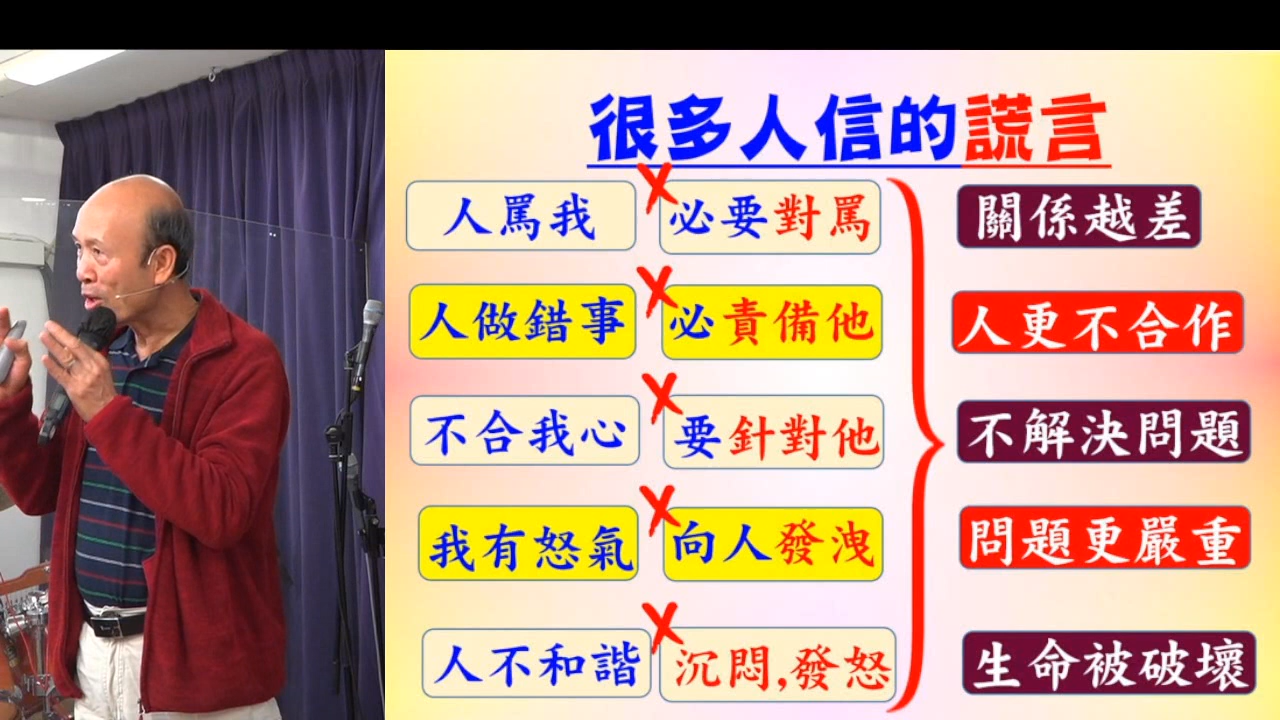 很多人信的謊言
人罵我 必要對罵 關係越差
人做錯事 必責備他 人更不合作
不合我心 要針對他 不解決問題
我有怒氣 向人發洩 問題更嚴重
人不和諧 沉悶,發怒 生命被破壞